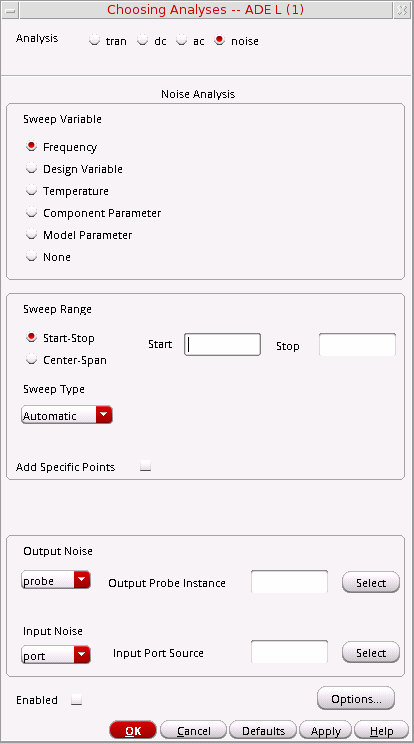 Choosing Analyses -- ADE L (1)
Analysis tran dc ac noise
Noise Analysis
Sweep Variable
Frequency
Design Variable
Temperature
Component Parameter
Model Parameter
None
Sweep Range
Start-Stop Start Stop
Center-Span
Sweep Type
Automatic
Add Specific Points
Output Noise
probe Output Probe Instance Select
Input Noise
port Input Port Source Select
Enabled Options...
OK Cancel Defaults Apply Help